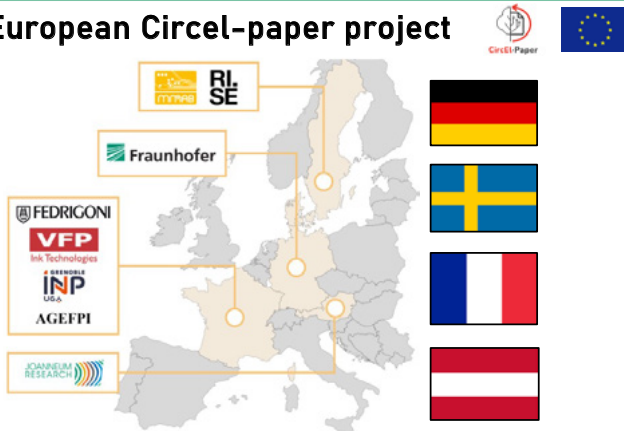 European Circel-paper project
CircEl-Paper
RI.
SE
Fraunhofer
FEDRIGONI
VFP
Ink Technologies
GRENOBLE
INP
UGA
AGEFPI
JOANNEUM
RESEARCH